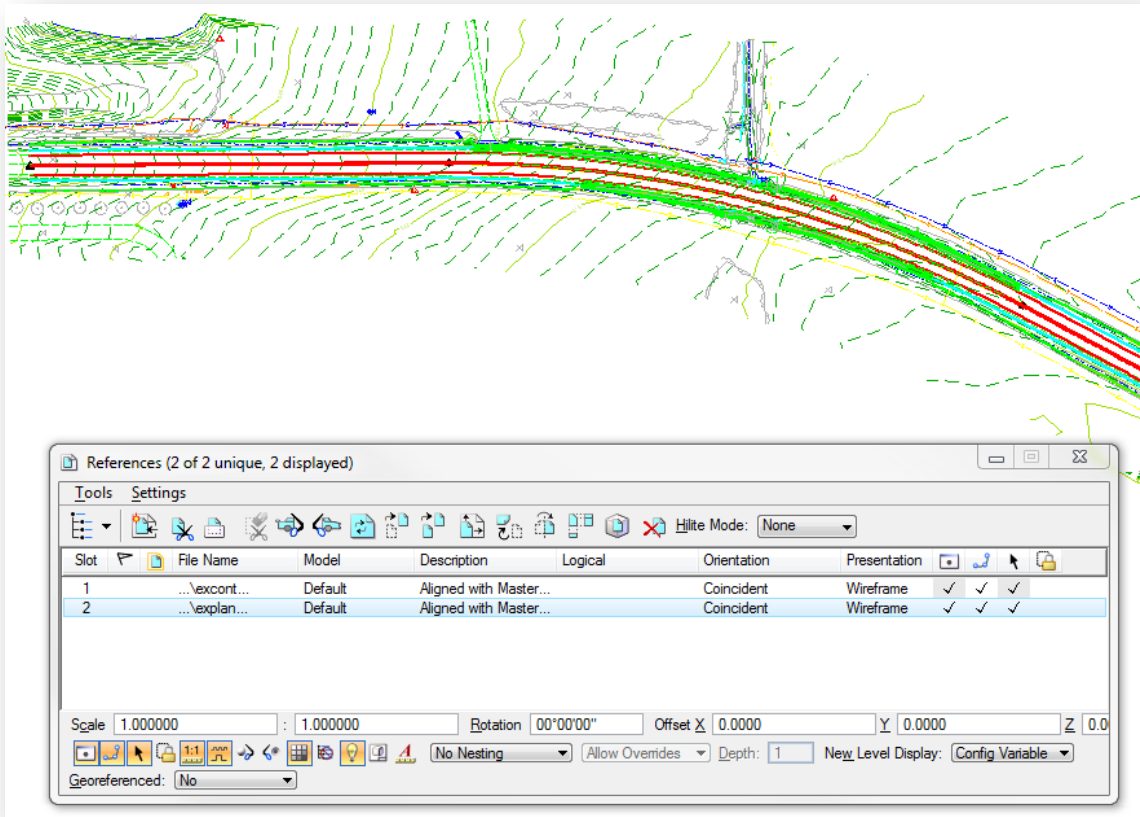 References (2 of 2 unique, 2 displayed)
Tools Settings
Hilite Mode: None
Slot File Name Model Description Logical Orientation Presentation
1 ...\excont... Default Aligned with Master... Coincident Wireframe
2 ...\explan... Default Aligned with Master... Coincident Wireframe
Scale 1.000000 : 1.000000 Rotation 00°00'00" Offset X 0.0000 Y 0.0000 Z 0.0
1:1 No Nesting Allow Overrides Depth: 1 New Level Display: Config Variable
Georeferenced: No